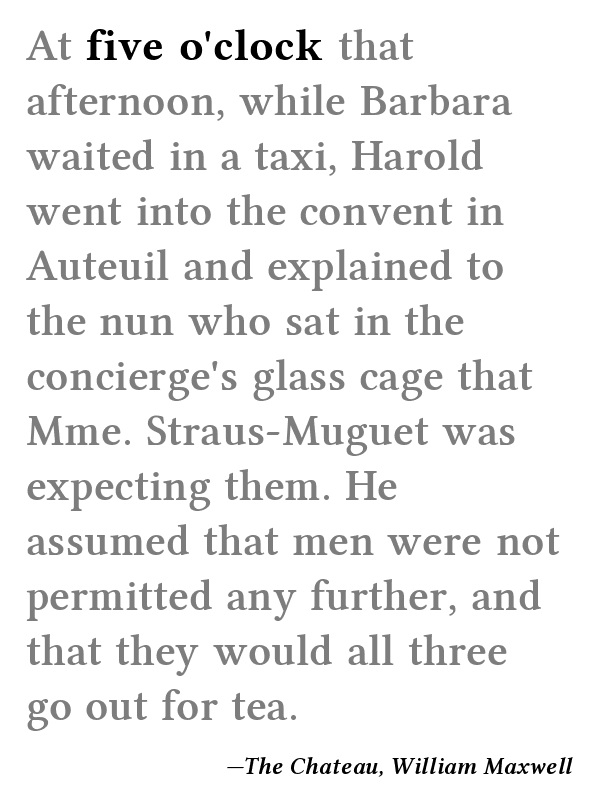 At five o'clock that
afternoon, while Barbara
waited in a taxi, Harold
went into the convent in
Auteuil and explained to
the nun who sat in the
concierge's glass cage that
Mme. Straus-Muguet was
expecting them. He
assumed that men were not
permitted any further, and
that they would all three
go out for tea.
—The Chateau, William Maxwell